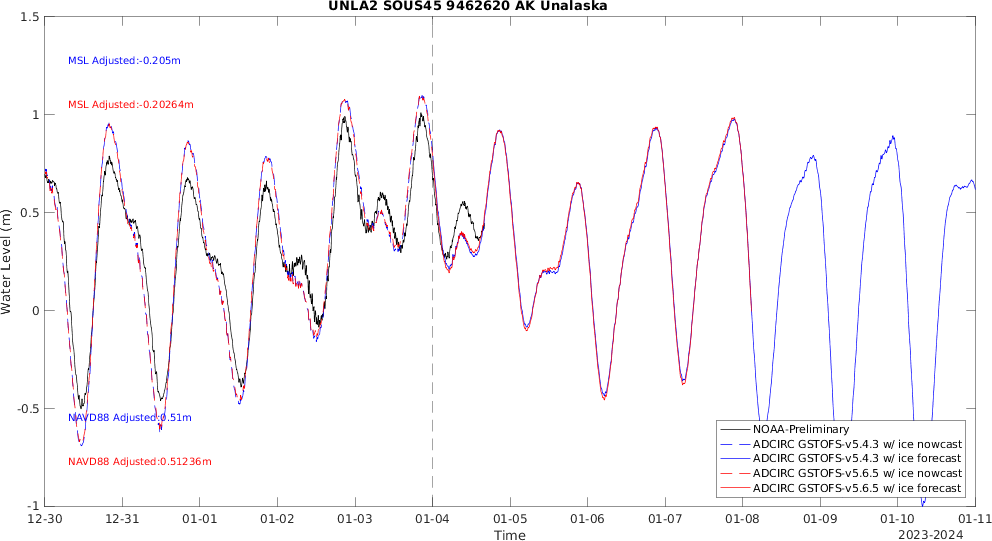 UNLA2 SOUS45 9462620 AK Unalaska
1.5
MSL Adjusted:-0.205m
MSL Adjusted:-0.20264m
1
0.5
Water Level (m)
0
-0.5
NAVD88 Adjusted:0.51m
NAVD88 Adjusted:0.51236m
NOAA-Preliminary
ADCIRC GSTOFS-v5.4.3 w/ ice nowcast
ADCIRC GSTOFS-v5.4.3 w/ ice forecast
ADCIRC GSTOFS-v5.6.5 w/ ice nowcast
ADCIRC GSTOFS-v5.6.5 w/ ice forecast
-1
12-30 12-31 01-01 01-02 01-03 01-04 01-05 01-06 01-07 01-08 01-09 01-10 01-11
Time
2023-2024